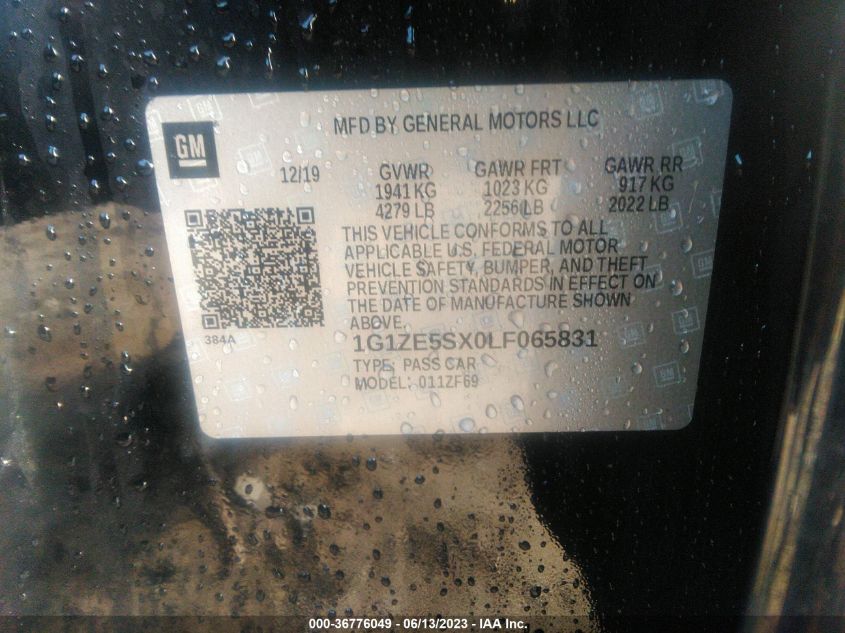 MFD BY GENERAL MOTORS LLC
GM
12/19 GVWR GAWR FRT GAWR RR
1941 KG 1023 KG 917 KG
4279 LB 2256 LB 2022 LB
THIS VEHICLE CONFORMS TO ALL
APPLICABLE U.S. FEDERAL MOTOR
VEHICLE SAFETY, BUMPER, AND THEFT
PREVENTION STANDARDS IN EFFECT ON
THE DATE OF MANUFACTURE SHOWN
ABOVE.
384A
1G1ZE5SX0LF065831
TYPE: PASS CAR
MODEL: 011ZF69
000-36776049 - 06/13/2023 - IAA Inc.